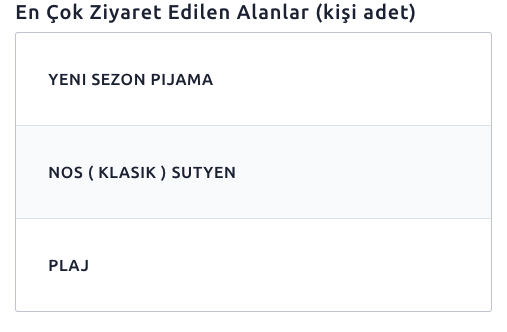 En Çok Ziyaret Edilen Alanlar (kişi adet)
YENI SEZON PIJAMA
NOS ( KLASIK ) SUTYEN
PLAJ